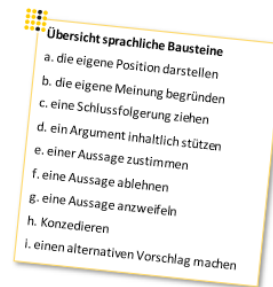 Übersicht sprachliche Bausteine
a. die eigene Position darstellen
b. die eigene Meinung begründen
c. eine Schlussfolgerung ziehen
d. ein Argument inhaltlich stützen
e. einer Aussage zustimmen
f. eine Aussage ablehnen
g. eine Aussage anzweifeln
h. Konzedieren
i. einen alternativen Vorschlag machen